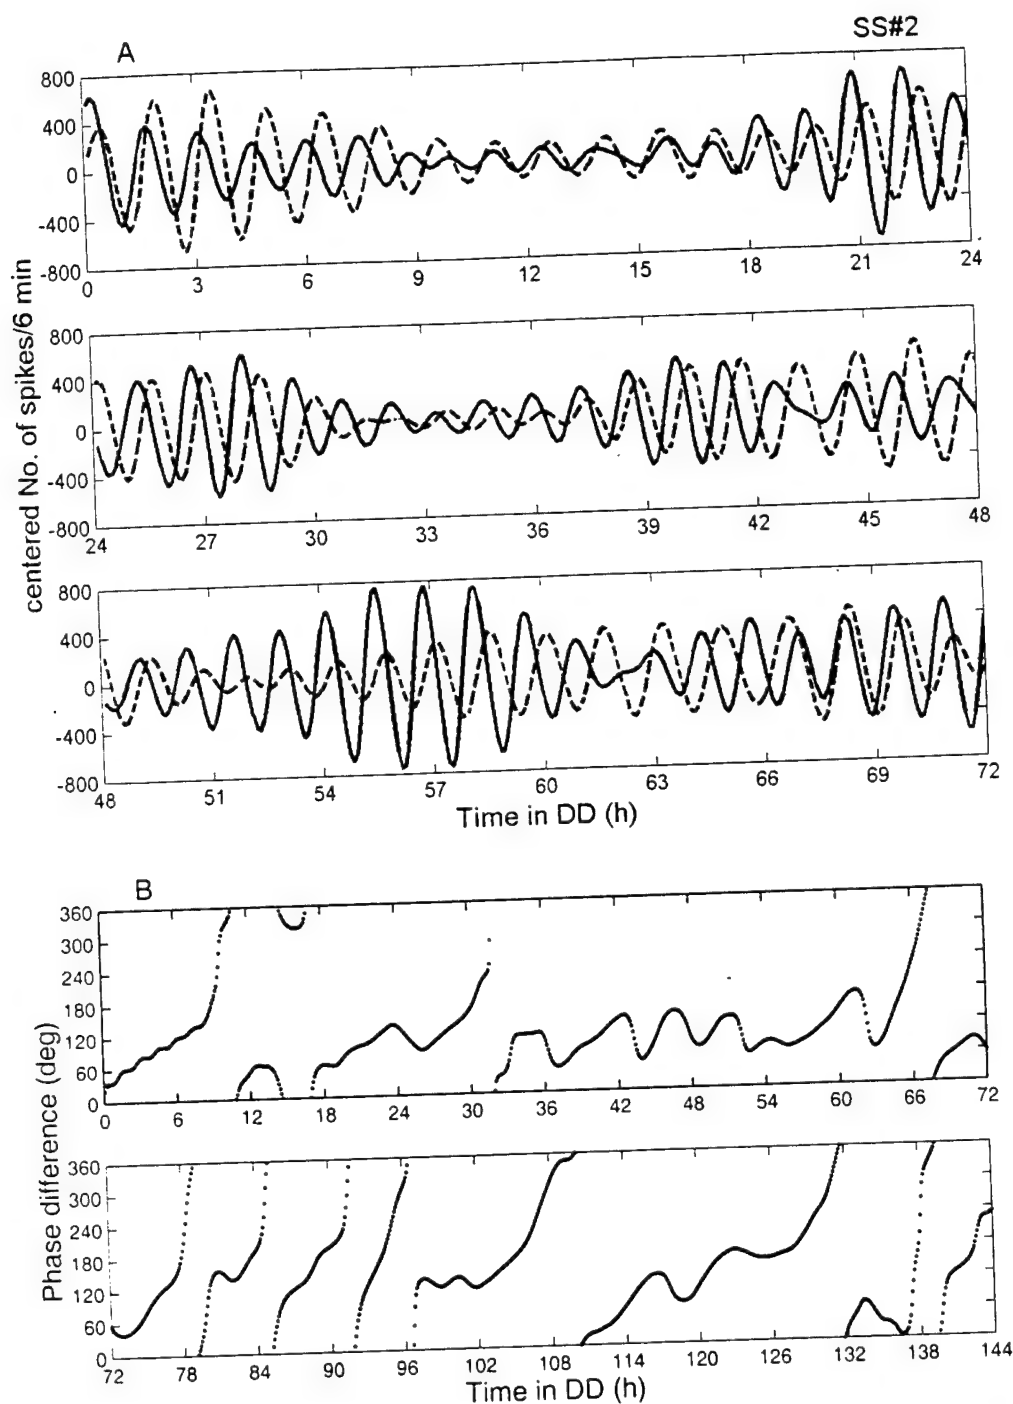 SS#2
A
800
400
0
-400
-800
0 3 6 9 12 15 18 21 24
800
400
0
-400
-800
24 27 30 33 36 39 42 45 48
centered No. of spikes/6 min
800
400
0
-400
-800
48 51 54 57 60 63 66 69 72
Time in DD (h)
B
360
300
240
180
120
60
0
0 6 12 18 24 30 36 42 48 54 60 66 72
Phase difference (deg)
360
300
240
180
120
60
0
72 78 84 90 96 102 108 114 120 126 132 138 144
Time in DD (h)